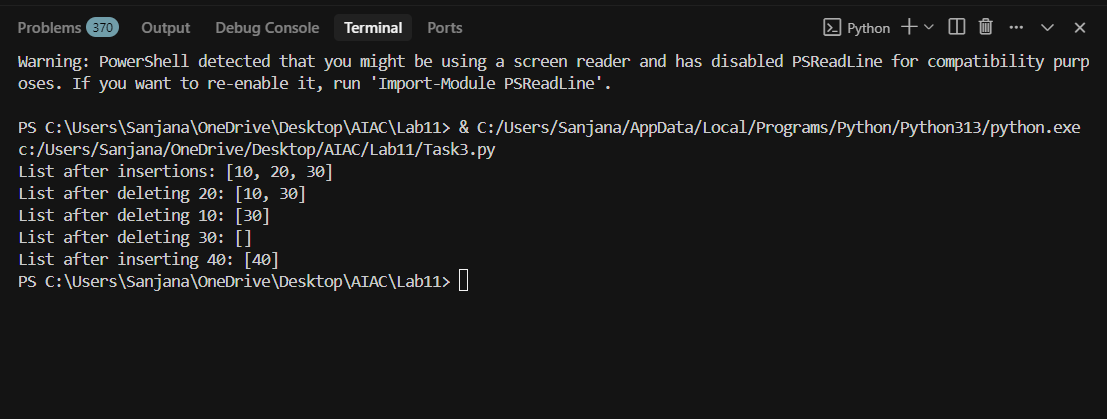 Problems 370 Output Debug Console Terminal Ports Python
Warning: PowerShell detected that you might be using a screen reader and has disabled PSReadLine for compatibility purp
oses. If you want to re-enable it, run 'Import-Module PSReadLine'.
PS C:\Users\Sanjana\OneDrive\Desktop\AIAC\Lab11> & C:/Users/Sanjana/AppData/Local/Programs/Python/Python313/python.exe
c:/Users/Sanjana/OneDrive/Desktop/AIAC/Lab11/Task3.py
List after insertions: [10, 20, 30]
List after deleting 20: [10, 30]
List after deleting 10: [30]
List after deleting 30: []
List after inserting 40: [40]
PS C:\Users\Sanjana\OneDrive\Desktop\AIAC\Lab11>